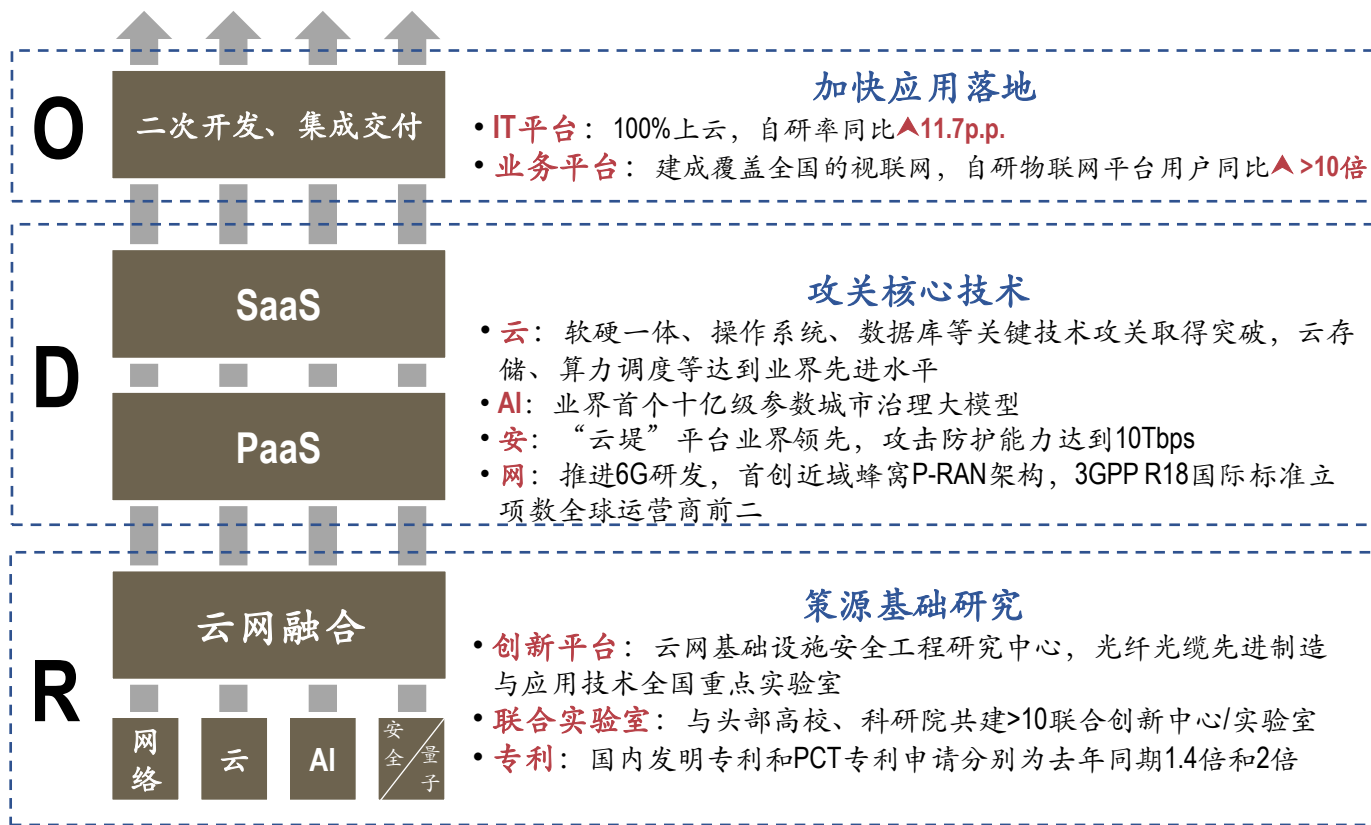 O
二次开发、集成交付
加快应用落地
• IT平台：100%上云，自研率同比▲11.7p.p.
• 业务平台：建成覆盖全国的视联网，自研物联网平台用户同比▲>10倍
D
SaaS
PaaS
攻关核心技术
• 云：软硬一体、操作系统、数据库等关键技术攻关取得突破，云存
储、算力调度等达到业界先进水平
• AI：业界首个十亿级参数城市治理大模型
• 安：“云堤”平台业界领先，攻击防护能力达到10Tbps
• 网：推进6G研发，首创近域蜂窝P-RAN架构，3GPP R18国际标准立
项数全球运营商前二
R
云网融合
网络
云
AI
安全/量子
策源基础研究
• 创新平台：云网基础设施安全工程研究中心，光纤光缆先进制造
与应用技术全国重点实验室
• 联合实验室：与头部高校、科研院共建>10联合创新中心/实验室
• 专利：国内发明专利和PCT专利申请分别为去年同期1.4倍和2倍